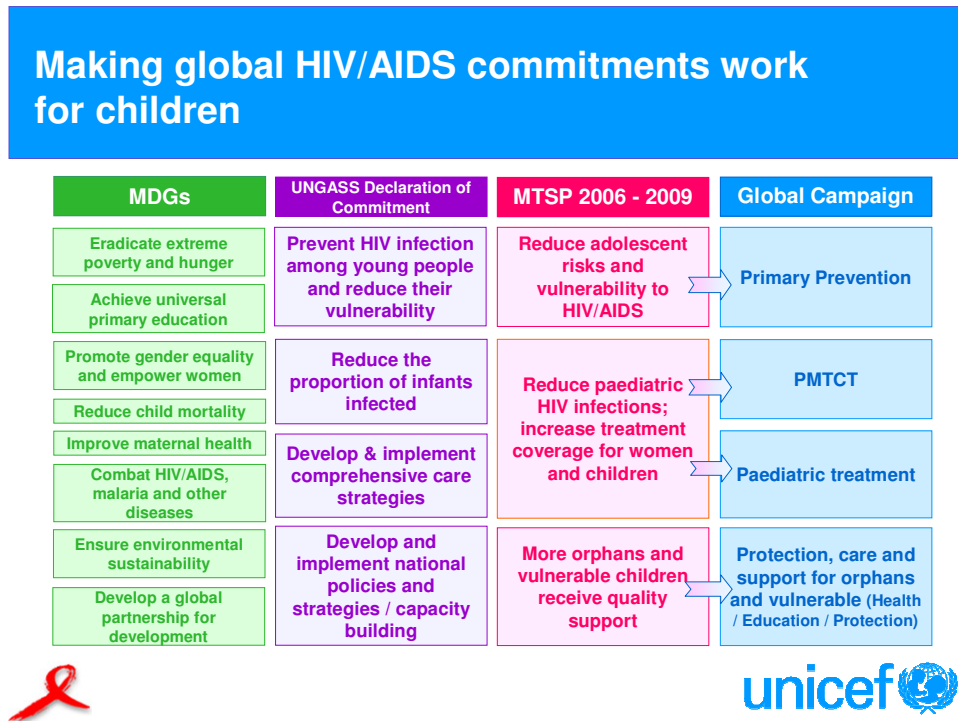 Making global HIV/AIDS commitments work
for children
MDGs
Eradicate extreme
poverty and hunger
Achieve universal
primary education
Promote gender equality
and empower women
Reduce child mortality
Improve maternal health
Combat HIV/AIDS,
malaria and other
diseases
Ensure environmental
sustainability
Develop a global
partnership for
development
UNGASS Declaration of
Commitment
Prevent HIV infection
among young people
and reduce their
vulnerability
Reduce the
proportion of infants
infected
Develop & implement
comprehensive care
strategies
Develop and
implement national
policies and
strategies / capacity
building
MTSP 2006 - 2009
Reduce adolescent
risks and
vulnerability to
HIV/AIDS
Reduce paediatric
HIV infections;
increase treatment
coverage for women
and children
More orphans and
vulnerable children
receive quality
support
Global Campaign
Primary Prevention
PMTCT
Paediatric treatment
Protection, care and
support for orphans
and vulnerable (Health
/ Education / Protection)
unicef